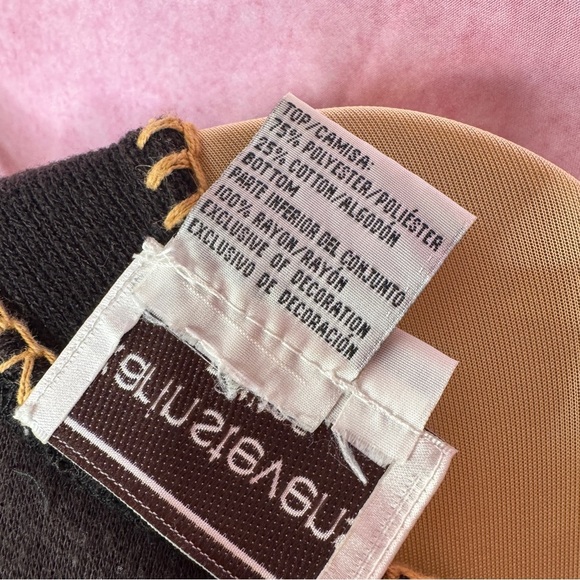 TOP/CAMISA:
75% POLYESTER/POLIÉSTER
25% COTTON/ALGODÓN
BOTTOM
PARTE INFERIOR DEL CONJUNTO
100% RAYON/RAYÓN
EXCLUSIVE OF DECORATION
EXCLUSIVO DE DECORACIÓN